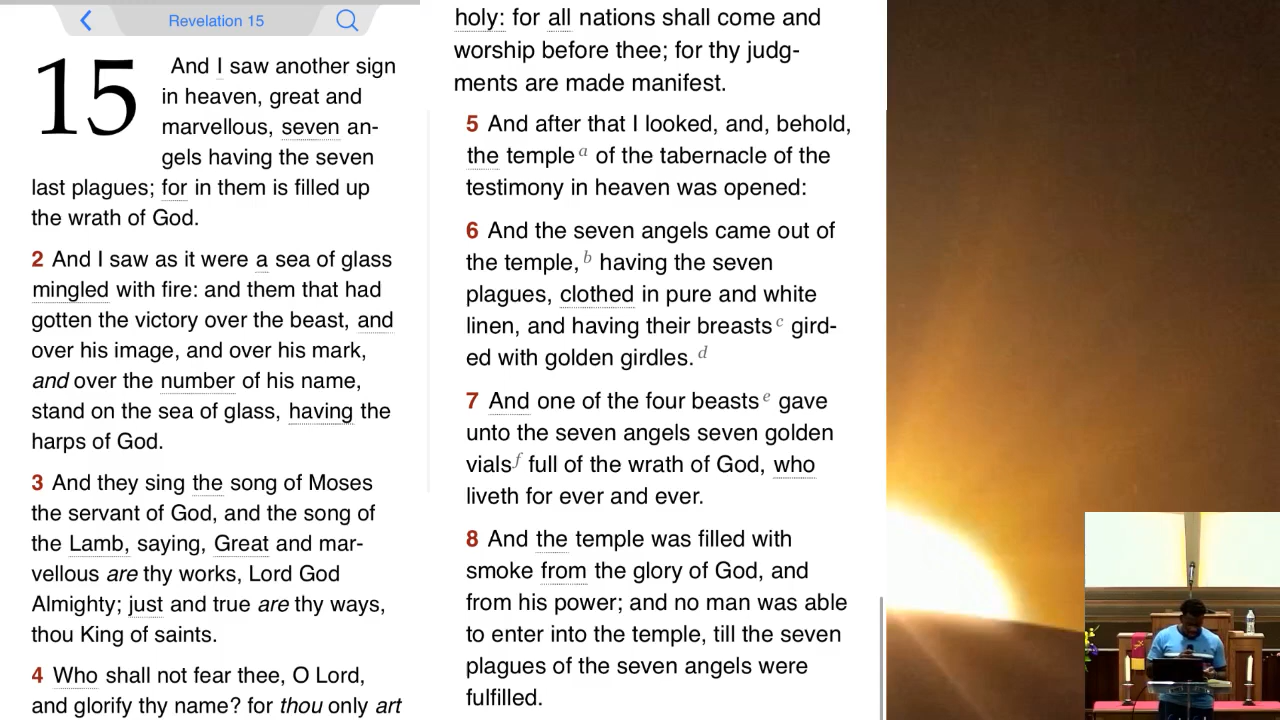 Revelation 15
15 And I saw another sign
in heaven, great and
marvellous, seven an-
gels having the seven
last plagues; for in them is filled up
the wrath of God.
2 And I saw as it were a sea of glass
mingled with fire: and them that had
gotten the victory over the beast, and
over his image, and over his mark,
and over the number of his name,
stand on the sea of glass, having the
harps of God.
3 And they sing the song of Moses
the servant of God, and the song of
the Lamb, saying, Great and mar-
vellous are thy works, Lord God
Almighty; just and true are thy ways,
thou King of saints.
4 Who shall not fear thee, O Lord,
and glorify thy name? for thou only art
holy: for all nations shall come and
worship before thee; for thy judg-
ments are made manifest.
5 And after that I looked, and, behold,
the temple a of the tabernacle of the
testimony in heaven was opened:
6 And the seven angels came out of
the temple, b having the seven
plagues, clothed in pure and white
linen, and having their breasts c gird-
ed with golden girdles. d
7 And one of the four beasts e gave
unto the seven angels seven golden
vials f full of the wrath of God, who
liveth for ever and ever.
8 And the temple was filled with
smoke from the glory of God, and
from his power; and no man was able
to enter into the temple, till the seven
plagues of the seven angels were
fulfilled.